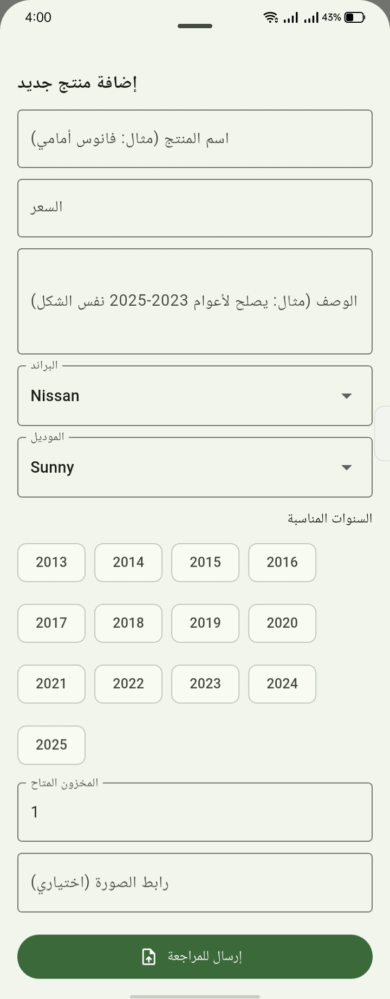 4:00 43%
إضافة منتج جديد
اسم المنتج (مثال: فانوس أمامي)
السعر
الوصف (مثال: يصلح لأعوام 2023-2025 نفس الشكل)
البراند
Nissan
الموديل
Sunny
السنوات المناسبة
2013 2014 2015 2016
2017 2018 2019 2020
2021 2022 2023 2024
2025
المخزون المتاح
1
رابط الصورة (اختياري)
إرسال للمراجعة